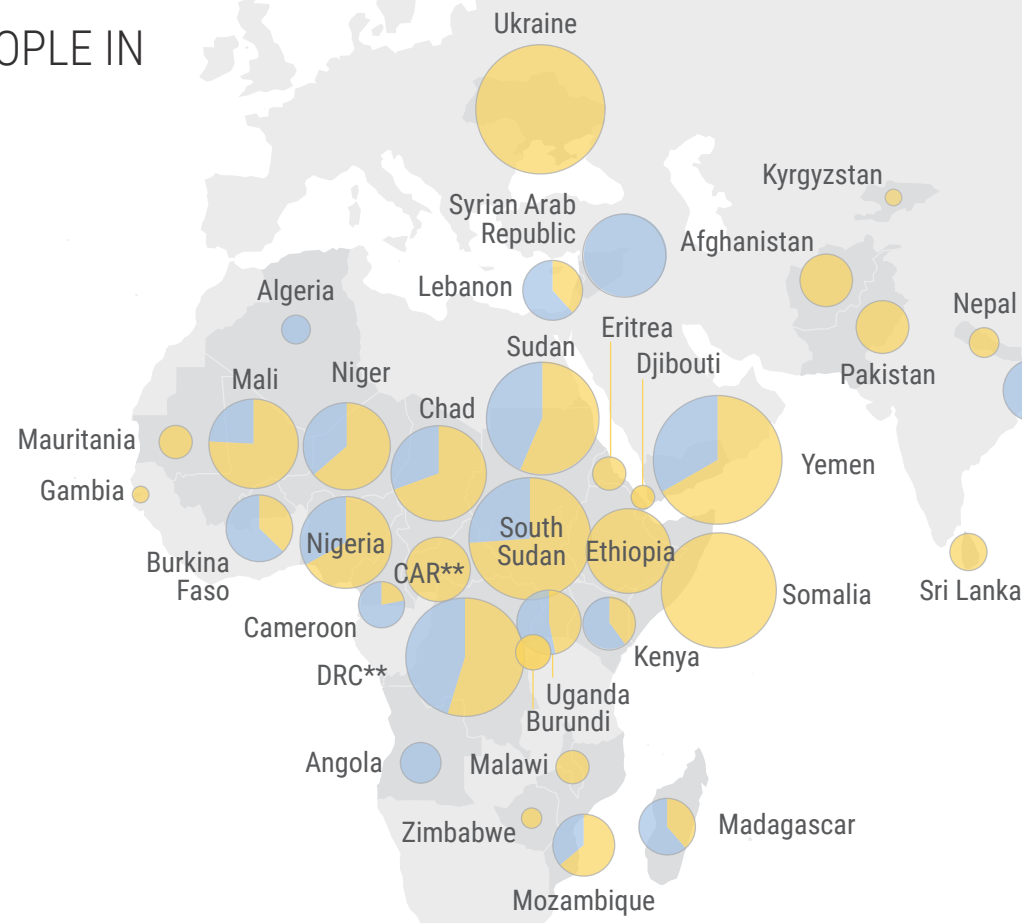 OPLE IN
Ukraine
Kyrgyzstan
Syrian Arab
Republic
Afghanistan
Lebanon
Algeria
Nepal
Eritrea
Sudan
Djibouti
Niger
Mali
Pakistan
Chad
Mauritania
Yemen
Gambia
South
Sudan
Nigeria
Ethiopia
Burkina
Faso
CAR**
Somalia
Sri Lanka
Cameroon
Kenya
DRC**
Uganda
Burundi
Angola
Malawi
Zimbabwe
Madagascar
Mozambique